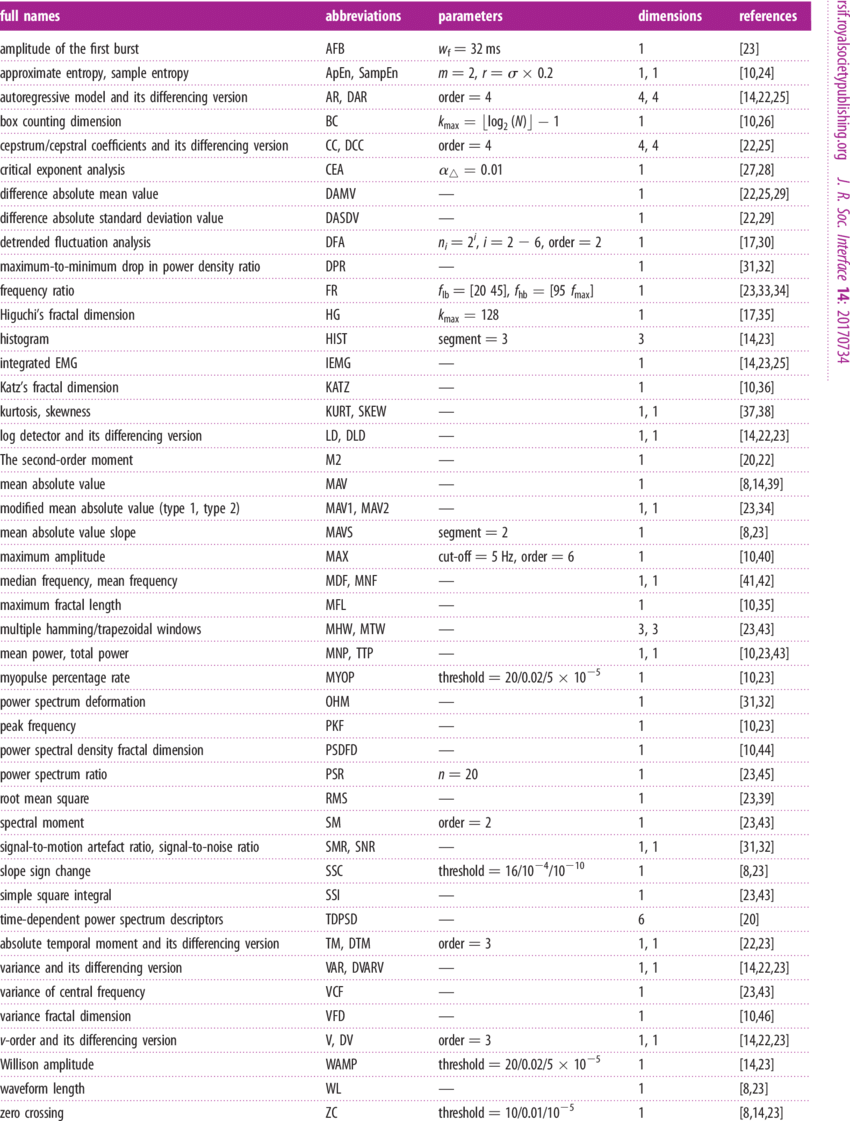 full names abbreviations parameters dimensions references
amplitude of the first burst AFB w_f = 32 ms 1 [23]
approximate entropy, sample entropy ApEn, SampEn m = 2, r = σ × 0.2 1, 1 [10,24]
autoregressive model and its differencing version AR, DAR order = 4 4, 4 [14,22,25]
box counting dimension BC k_max = ⌊log₂ (N)⌋ − 1 1 [10,26]
cepstrum/cepstral coefficients and its differencing version CC, DCC order = 4 4, 4 [22,25]
critical exponent analysis CEA α_△ = 0.01 1 [27,28]
difference absolute mean value DAMV — 1 [22,25,29]
difference absolute standard deviation value DASDV — 1 [22,29]
detrended fluctuation analysis DFA n_i = 2^i, i = 2 − 6, order = 2 1 [17,30]
maximum-to-minimum drop in power density ratio DPR — 1 [31,32]
frequency ratio FR f_lb = [20 45], f_hb = [95 f_max] 1 [23,33,34]
Higuchi's fractal dimension HG k_max = 128 1 [17,35]
histogram HIST segment = 3 3 [14,23]
integrated EMG IEMG — 1 [14,23,25]
Katz's fractal dimension KATZ — 1 [10,36]
kurtosis, skewness KURT, SKEW — 1, 1 [37,38]
log detector and its differencing version LD, DLD — 1, 1 [14,22,23]
The second-order moment M2 — 1 [20,22]
mean absolute value MAV — 1 [8,14,39]
modified mean absolute value (type 1, type 2) MAV1, MAV2 — 1, 1 [23,34]
mean absolute value slope MAVS segment = 2 1 [8,23]
maximum amplitude MAX cut-off = 5 Hz, order = 6 1 [10,40]
median frequency, mean frequency MDF, MNF — 1, 1 [41,42]
maximum fractal length MFL — 1 [10,35]
multiple hamming/trapezoidal windows MHW, MTW — 3, 3 [23,43]
mean power, total power MNP, TTP — 1, 1 [10,23,43]
myopulse percentage rate MYOP threshold = 20/0.02/5 × 10⁻⁵ 1 [10,23]
power spectrum deformation OHM — 1 [31,32]
peak frequency PKF — 1 [10,23]
power spectral density fractal dimension PSDFD — 1 [10,44]
power spectrum ratio PSR n = 20 1 [23,45]
root mean square RMS — 1 [23,39]
spectral moment SM order = 2 1 [23,43]
signal-to-motion artefact ratio, signal-to-noise ratio SMR, SNR — 1, 1 [31,32]
slope sign change SSC threshold = 16/10⁻⁴/10⁻¹⁰ 1 [8,23]
simple square integral SSI — 1 [23,43]
time-dependent power spectrum descriptors TDPSD — 6 [20]
absolute temporal moment and its differencing version TM, DTM order = 3 1, 1 [22,23]
variance and its differencing version VAR, DVARV — 1, 1 [14,22,23]
variance of central frequency VCF — 1 [23,43]
variance fractal dimension VFD — 1 [10,46]
v-order and its differencing version V, DV order = 3 1, 1 [14,22,23]
Willison amplitude WAMP threshold = 20/0.02/5 × 10⁻⁵ 1 [14,23]
waveform length WL — 1 [8,23]
zero crossing ZC threshold = 10/0.01/10⁻⁵ 1 [8,14,23]
rsif.royalsocietypublishing.org J. R. Soc. Interface 14: 20170734